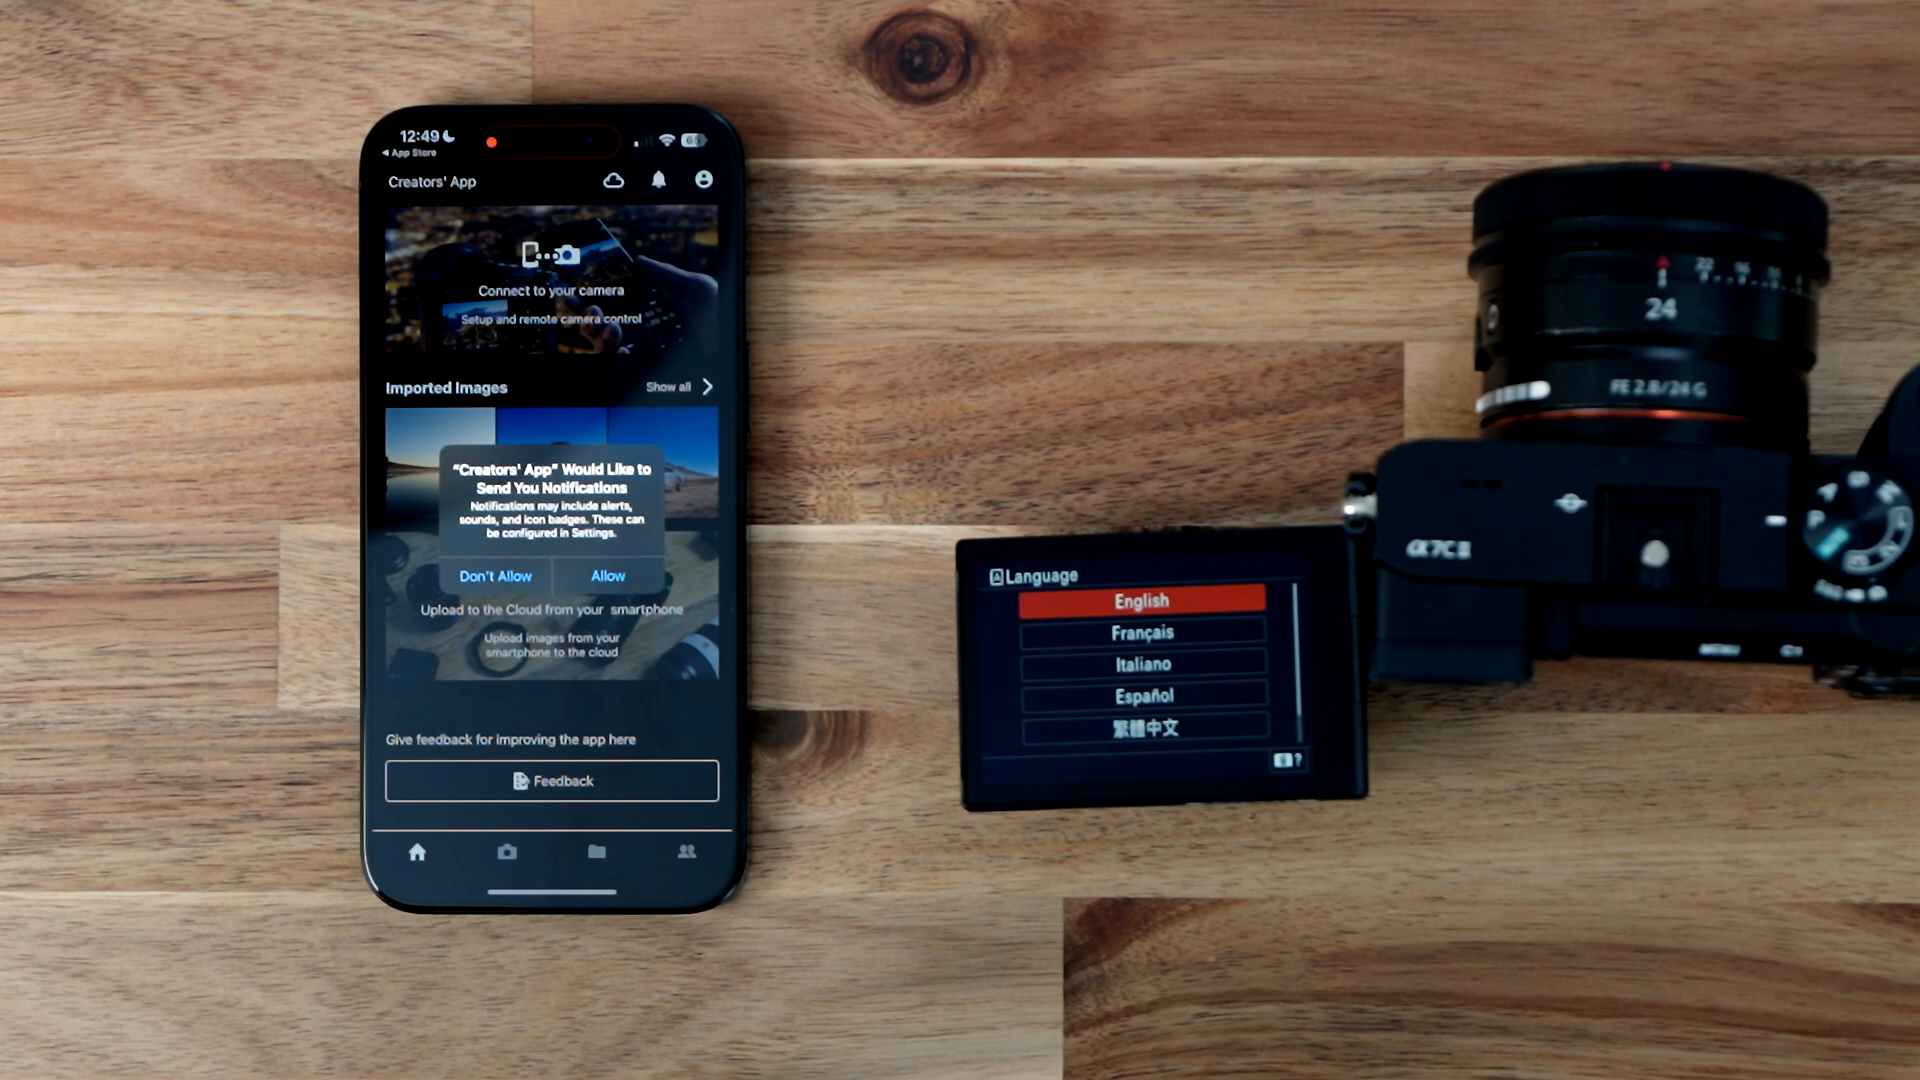 12:49
App Store
65
Creators' App
Connect to your camera
Setup and remote camera control
Imported Images
Show all
"Creators' App" Would Like to
Send You Notifications
Notifications may include alerts,
sounds, and icon badges. These can
be configured in Settings.
Don't Allow
Allow
Upload to the Cloud from your smartphone
Upload images from your
smartphone to the cloud
Give feedback for improving the app here
Feedback
Language
English
Français
Italiano
Español
繁體中文
?
22
24
FE 2.8/24 G
α7CII
MENU
C1